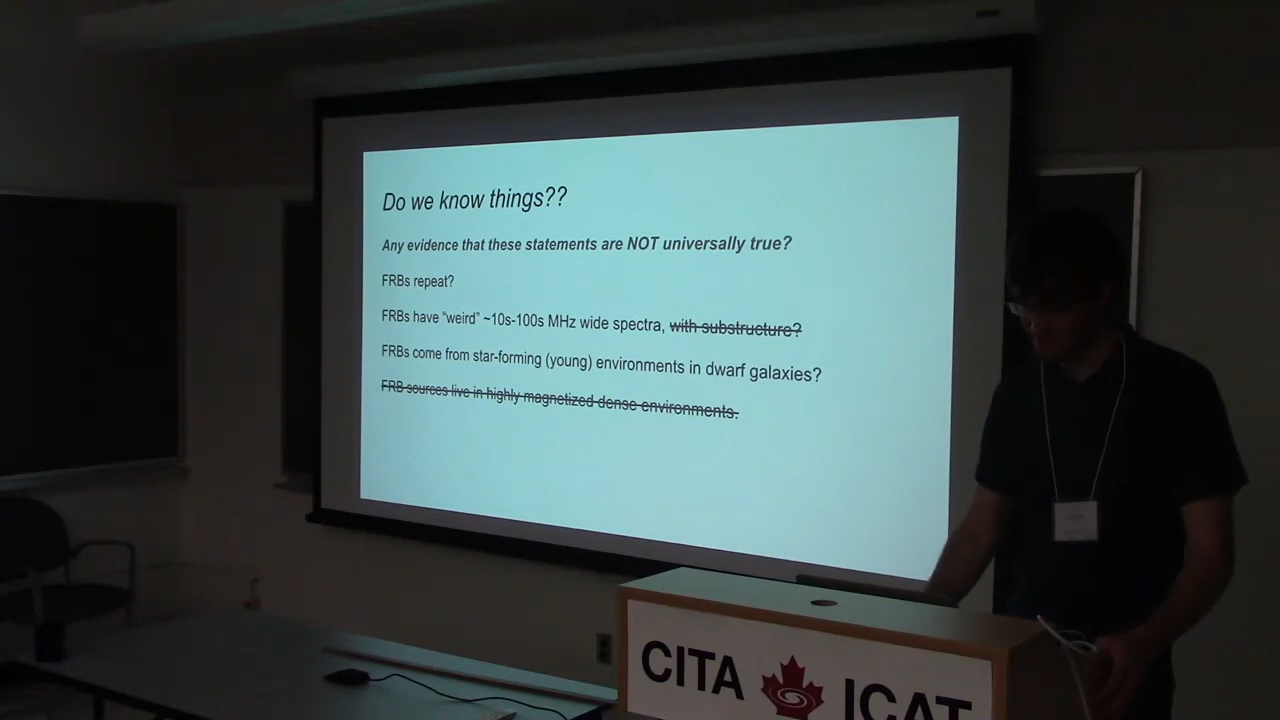 Do we know things??
Any evidence that these statements are NOT universally true?
FRBs repeat?
FRBs have “weird” ~10s-100s MHz wide spectra, with substructure?
FRBs come from star-forming (young) environments in dwarf galaxies?
FRB sources live in highly magnetized dense environments.
CITA ICAT